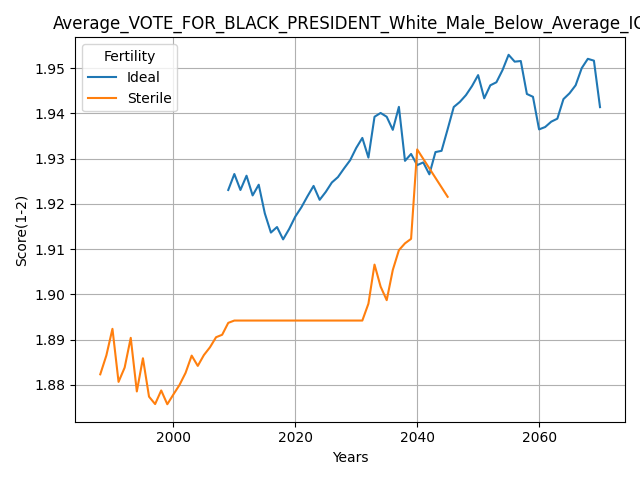 Average_VOTE_FOR_BLACK_PRESIDENT_White_Male_Below_Average_IQ
Fertility
Ideal
Sterile
Score(1-2)
1.95
1.94
1.93
1.92
1.91
1.90
1.89
1.88
2000 2020 2040 2060
Years